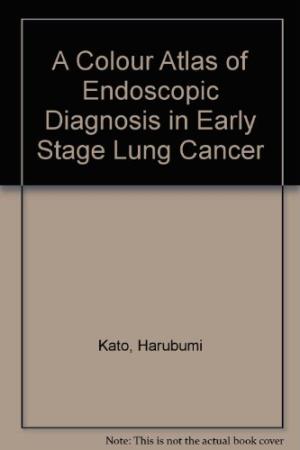 A Colour Atlas of
Endoscopic
Diagnosis in Early
Stage Lung Cancer
Kato, Harubumi
Note: This is not the actual book cover